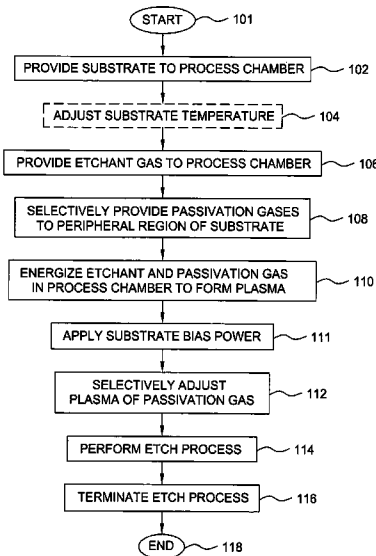 START 101
PROVIDE SUBSTRATE TO PROCESS CHAMBER 102
ADJUST SUBSTRATE TEMPERATURE 104
PROVIDE ETCHANT GAS TO PROCESS CHAMBER 106
SELECTIVELY PROVIDE PASSIVATION GASES
TO PERIPHERAL REGION OF SUBSTRATE 108
ENERGIZE ETCHANT AND PASSIVATION GAS
IN PROCESS CHAMBER TO FORM PLASMA 110
APPLY SUBSTRATE BIAS POWER 111
SELECTIVELY ADJUST
PLASMA OF PASSIVATION GAS 112
PERFORM ETCH PROCESS 114
TERMINATE ETCH PROCESS 116
END 118